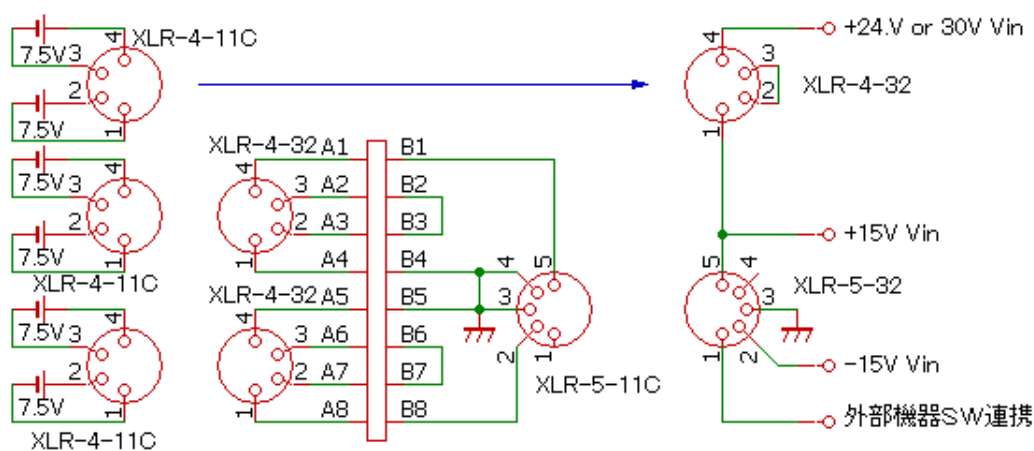 4 XLR-4-11C
7.5V 3
2
7.5V 1
4
7.5V 3
2
7.5V 1
XLR-4-11C
4
7.5V 3
2
7.5V 1
XLR-4-11C
XLR-4-32 A1 B1
4
3 A2 B2
2 A3 B3
1 A4 B4
XLR-4-32 A5 B5
4
3 A6 B6
2 A7 B7
1 A8 B8
4 5
3
2 1
XLR-5-11C
+24.V or 30V Vin
4
3
2
1
XLR-4-32
+15V Vin
5 4
3
1 2
XLR-5-32
-15V Vin
外部機器SW連携